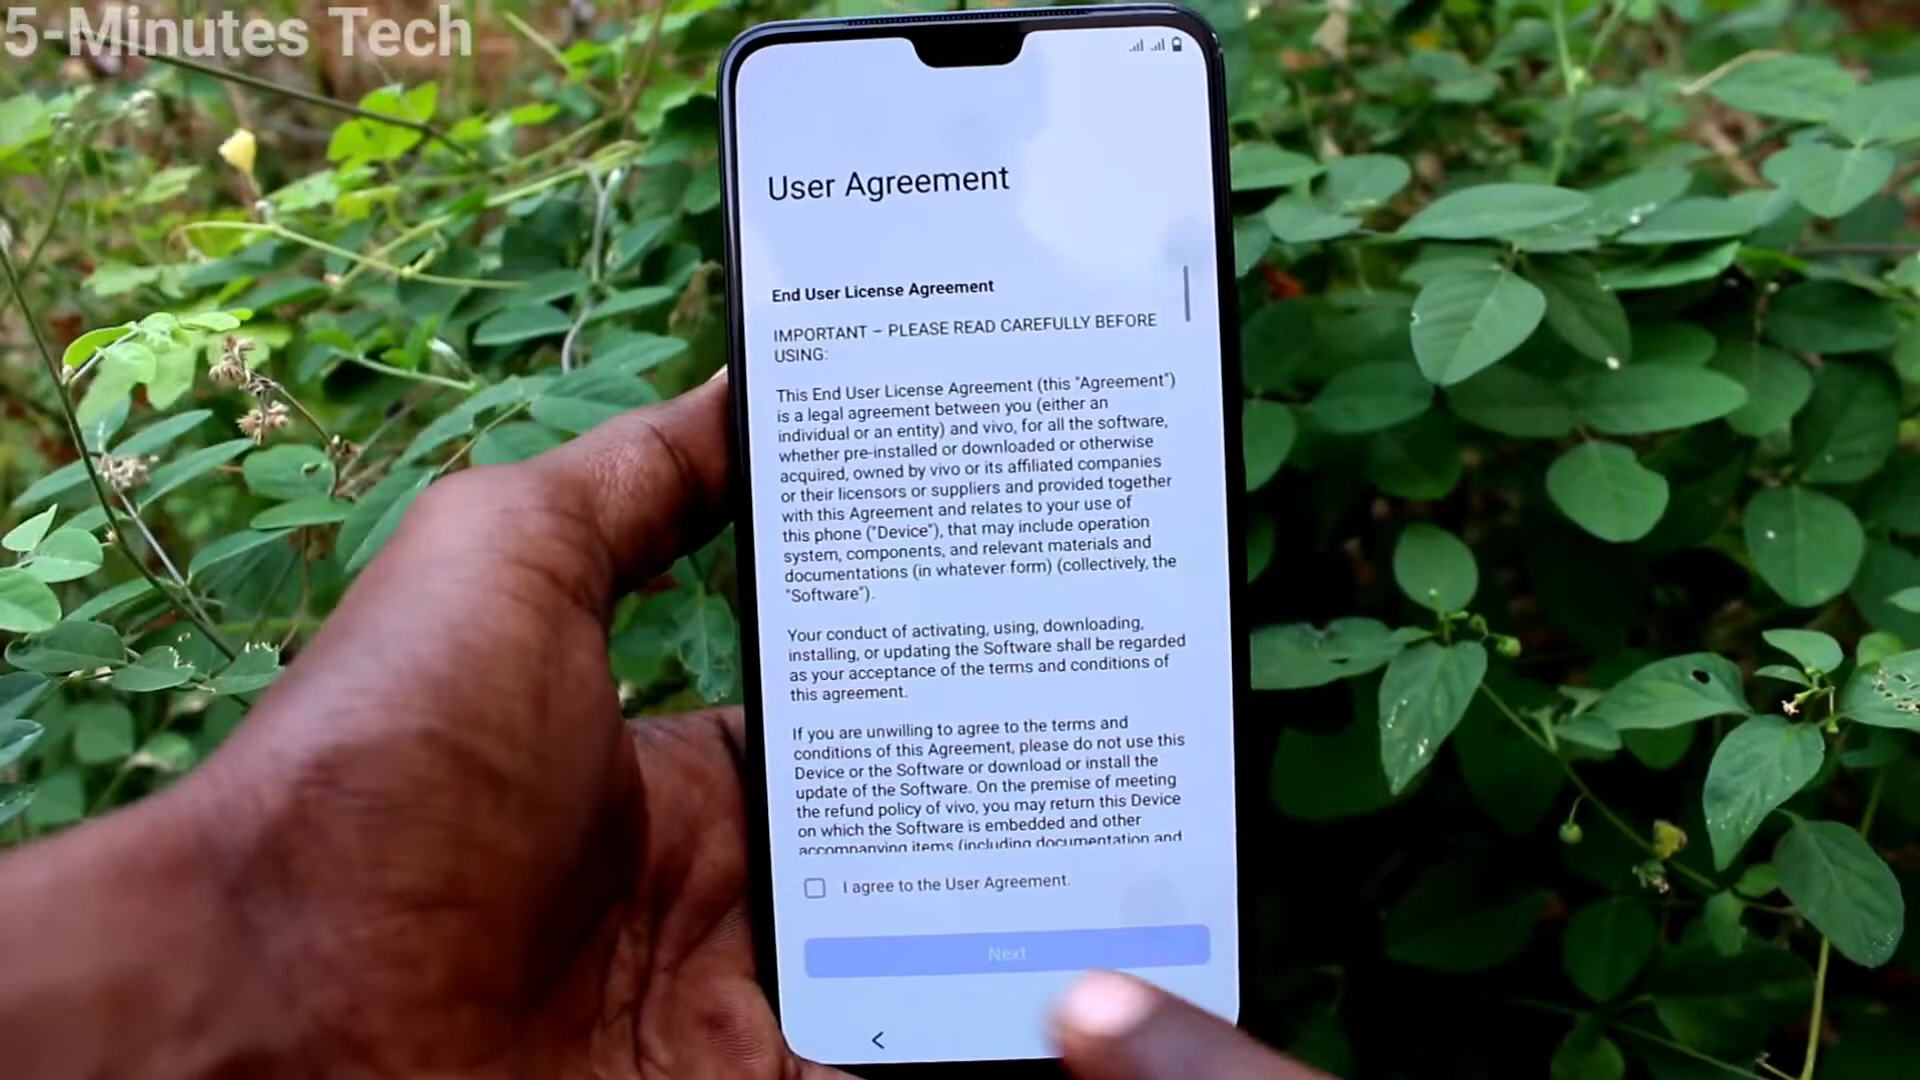 5-Minutes Tech
User Agreement
End User License Agreement
IMPORTANT – PLEASE READ CAREFULLY BEFORE
USING:
This End User License Agreement (this "Agreement")
is a legal agreement between you (either an
individual or an entity) and vivo, for all the software,
whether pre-installed or downloaded or otherwise
acquired, owned by vivo or its affiliated companies
or their licensors or suppliers and provided together
with this Agreement and relates to your use of
this phone ("Device"), that may include operation
system, components, and relevant materials and
documentations (in whatever form) (collectively, the
"Software").
Your conduct of activating, using, downloading,
installing, or updating the Software shall be regarded
as your acceptance of the terms and conditions of
this agreement.
If you are unwilling to agree to the terms and
conditions of this Agreement, please do not use this
Device or the Software or download or install the
update of the Software. On the premise of meeting
the refund policy of vivo, you may return this Device
on which the Software is embedded and other
accompanying items (including documentation and
I agree to the User Agreement.
Next